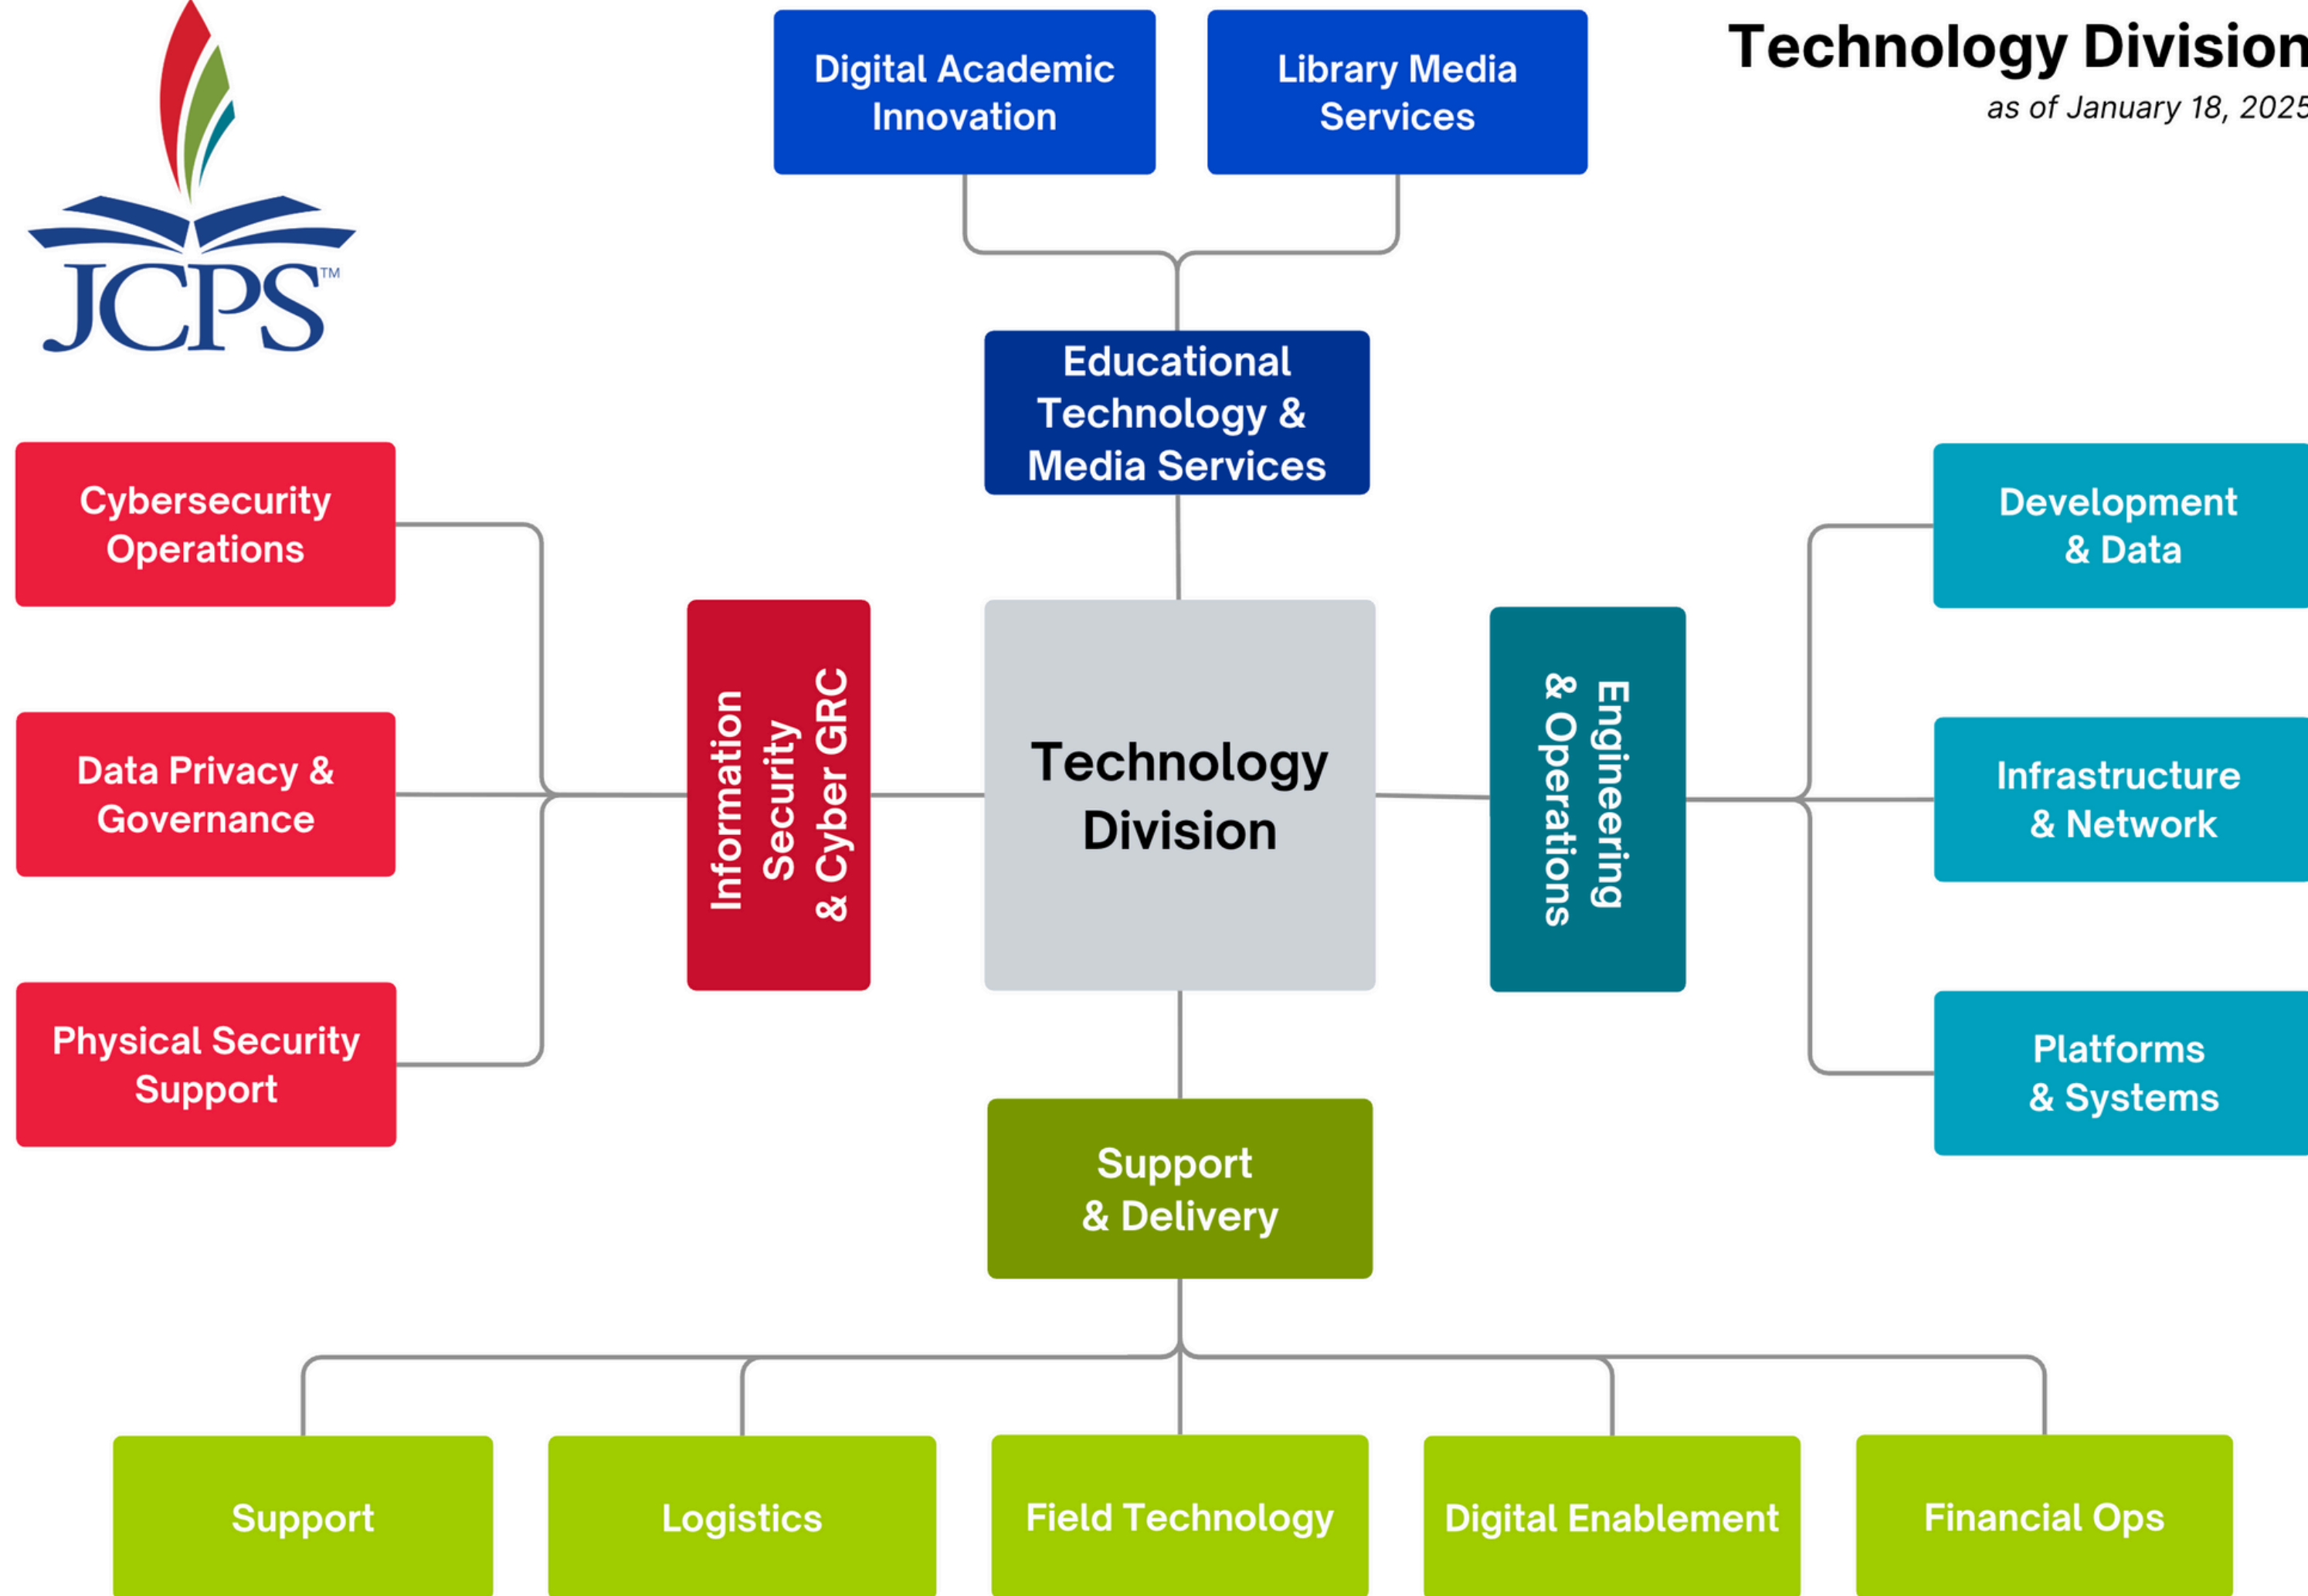 Technology Division
as of January 18, 2025
JCPS™
Digital Academic
Innovation
Library Media
Services
Educational
Technology &
Media Services
Cybersecurity
Operations
Data Privacy &
Governance
Physical Security
Support
Information
Security
& Cyber GRC
Technology
Division
Engineering
& Operations
Development
& Data
Infrastructure
& Network
Platforms
& Systems
Support
& Delivery
Support
Logistics
Field Technology
Digital Enablement
Financial Ops